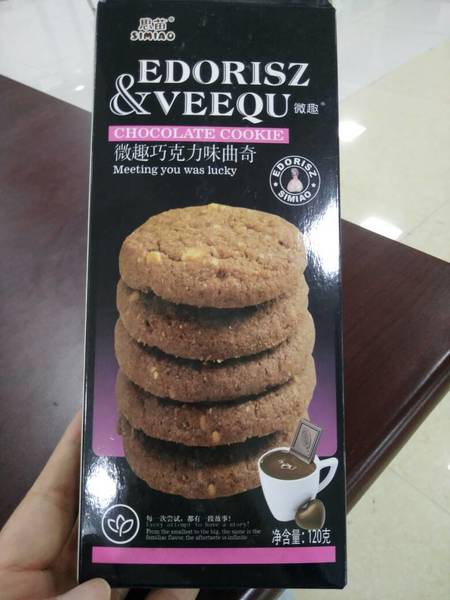 思苗®
SIMIAO
EDORISZ
&VEEQU 微趣®
CHOCOLATE COOKIE
微趣巧克力味曲奇
Meeting you was lucky
EDORISZ
SIMIAO
每一次尝试，都有一段故事！
Every attempt to have a story!
From the smallest to the big, the same is the
familiar flavor, the aftertaste is infinite
净含量：120克